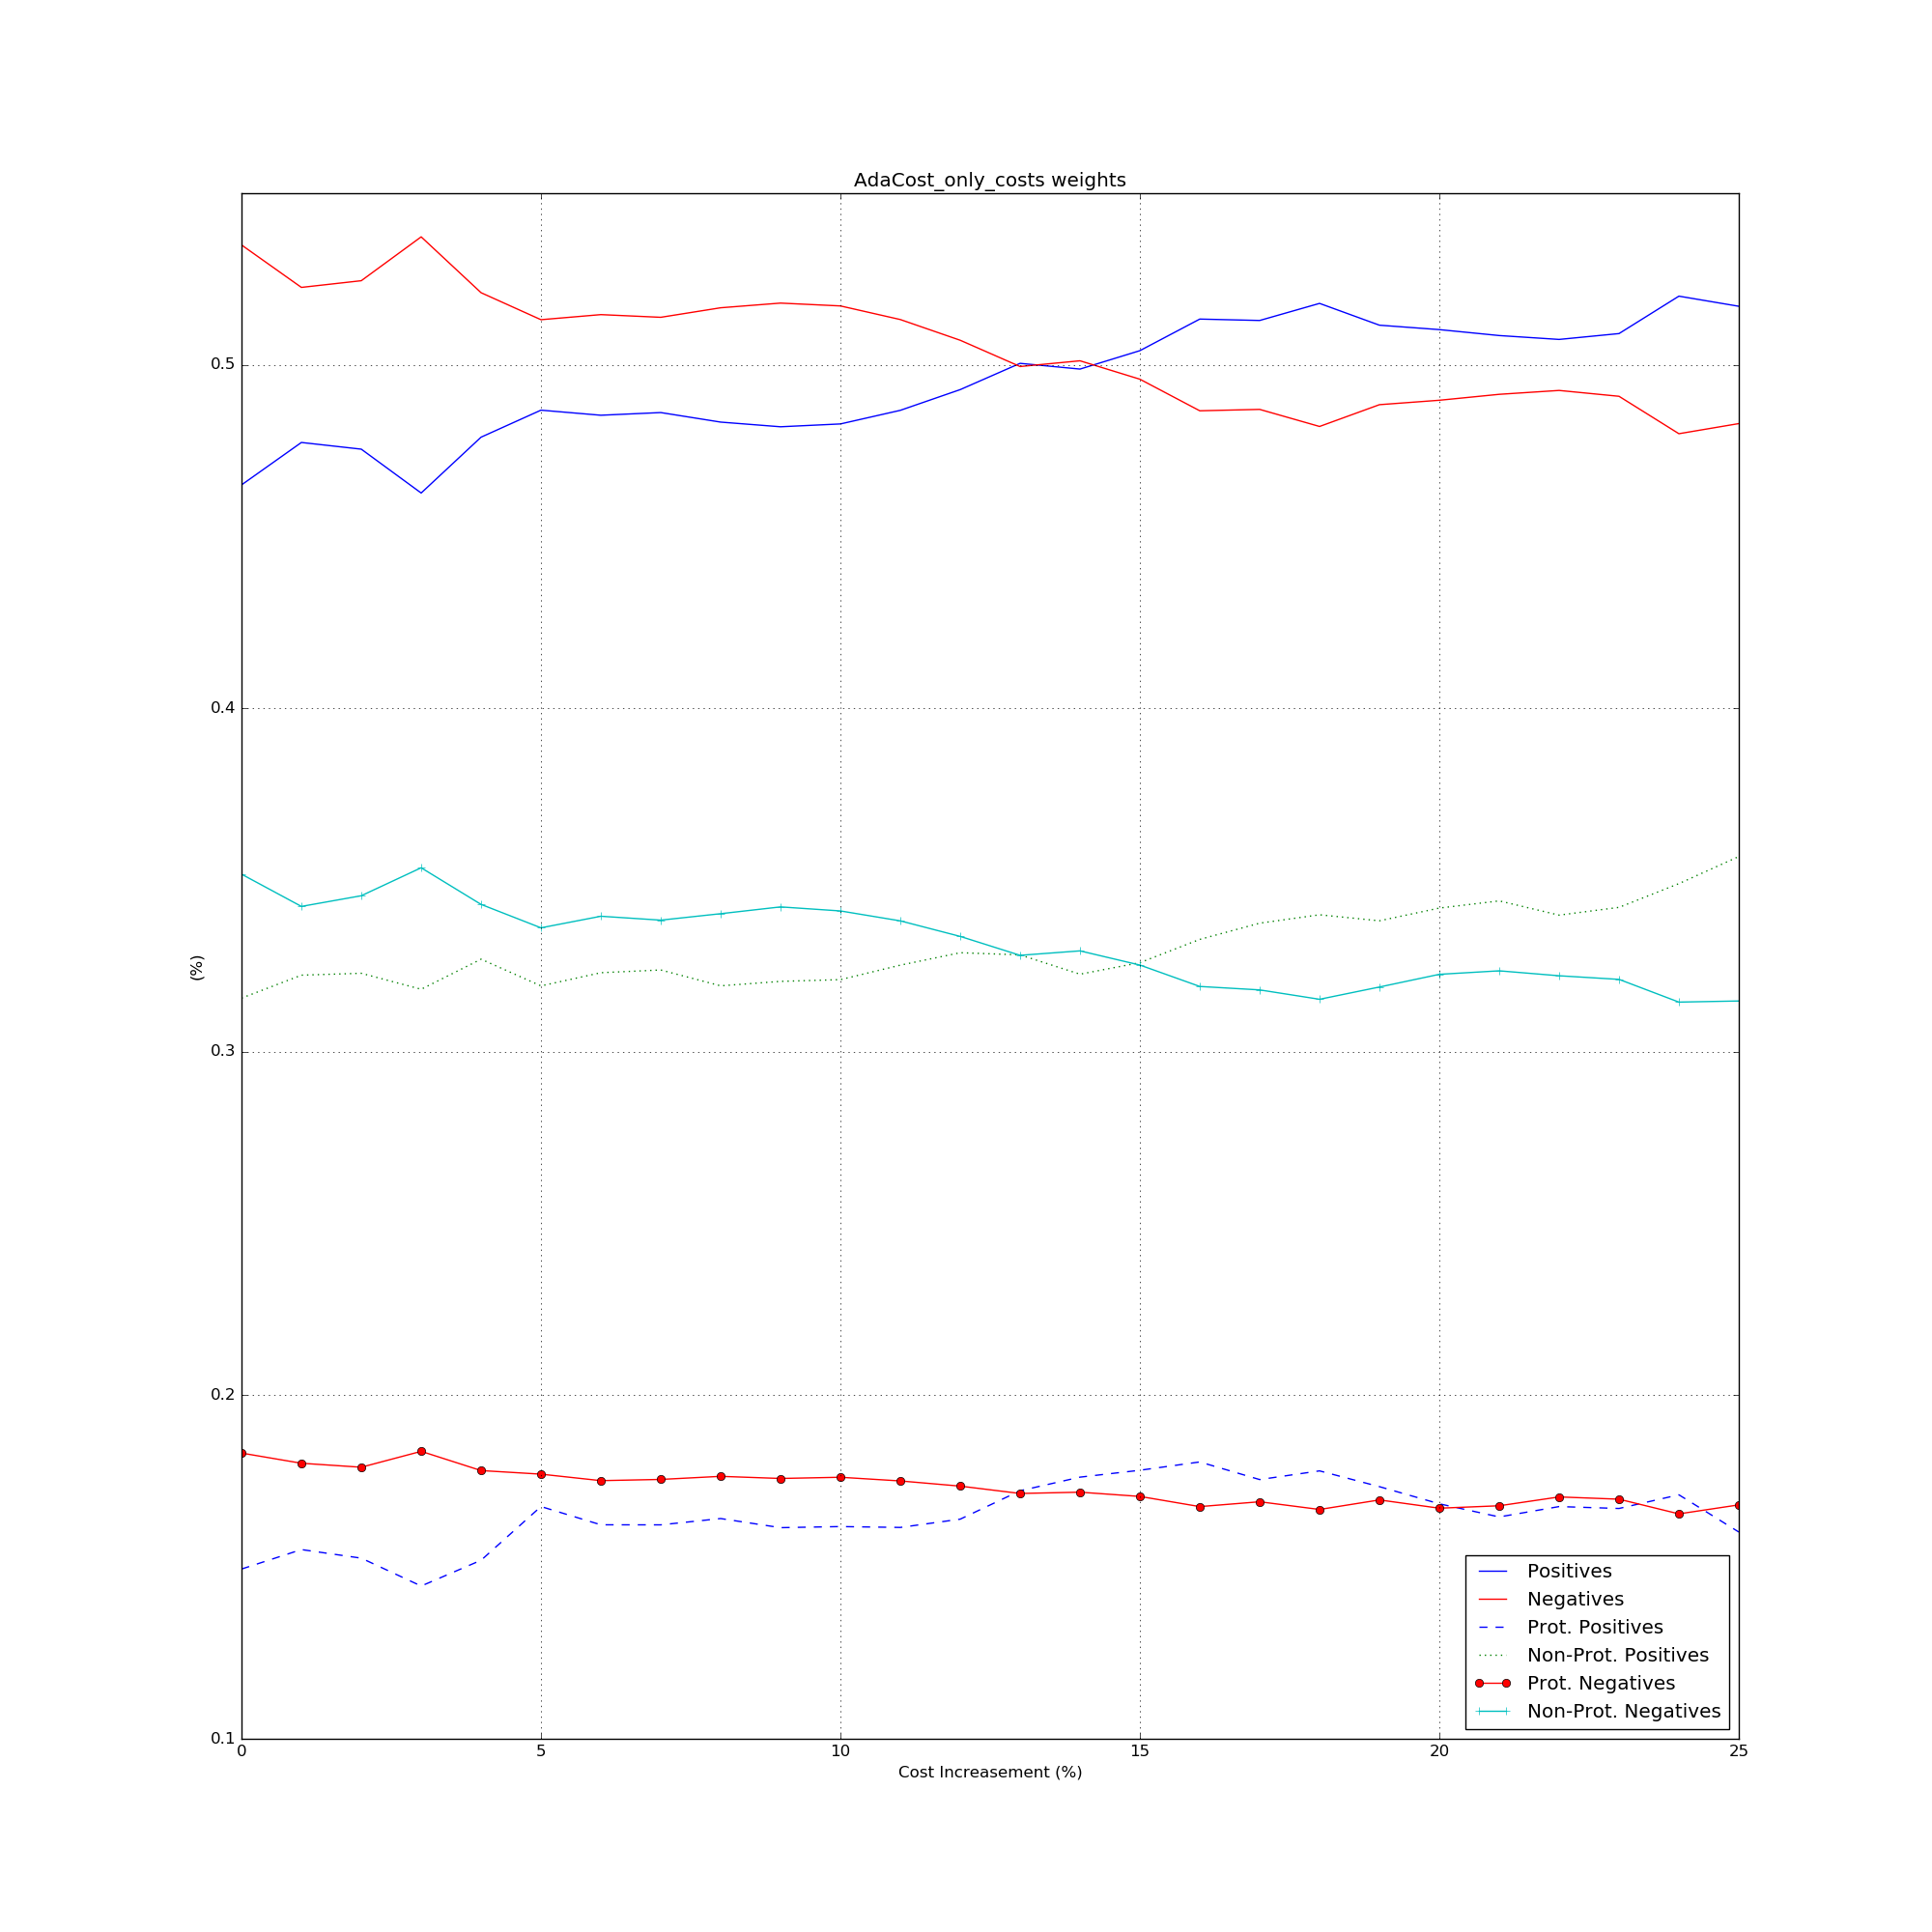 AdaCost_only_costs weights
0.5
0.4
(%)
0.3
0.2
0.1
Positives
Negatives
Prot. Positives
Non-Prot. Positives
Prot. Negatives
Non-Prot. Negatives
0 5 10 15 20 25
Cost Increasement (%)